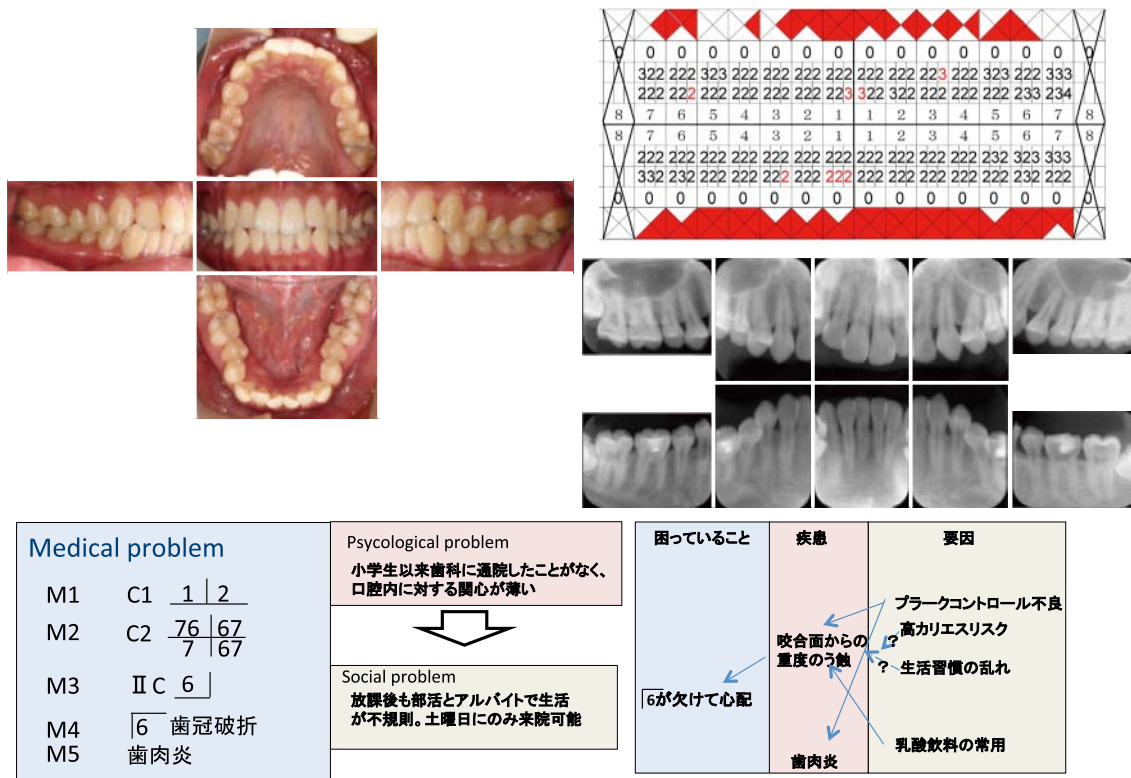 0 0 0 0 0 0 0 0 0 0 0 0 0 0 0 0
322 222 323 222 222 222 222 222 222 223 222 323 222 333
222 222 222 222 222 222 223 322 322 222 222 222 233 234
8 7 6 5 4 3 2 1 1 2 3 4 5 6 7 8
8 7 6 5 4 3 2 1 1 2 3 4 5 6 7 8
222 222 222 222 222 222 222 222 222 222 222 232 323 333
332 232 222 222 222 222 222 222 222 222 222 222 232 222
0 0 0 0 0 0 0 0 0 0 0 0 0 0 0 0
Medical problem
M1 C1 1 2
M2 C2 76 67
7 67
M3 ⅡC 6
M4 6 歯冠破折
M5 歯肉炎
Psycological problem
小学生以来歯科に通院したことがなく、
口腔内に対する関心が薄い
Social problem
放課後も部活とアルバイトで生活
が不規則。土曜日にのみ来院可能
困っていること
6が欠けて心配
疾患
咬合面からの
重度のう蝕
歯肉炎
要因
プラークコントロール不良
高カリエスリスク
?
? 生活習慣の乱れ
乳酸飲料の常用